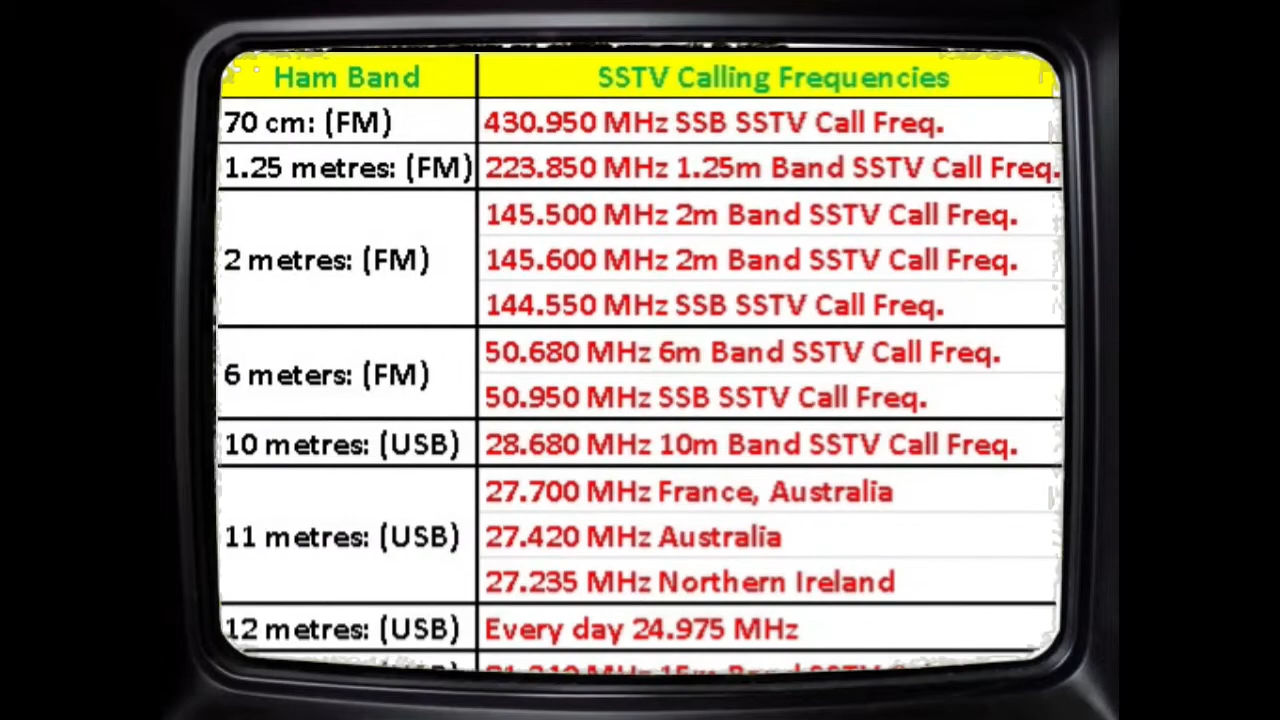 Ham Band SSTV Calling Frequencies
70 cm: (FM) 430.950 MHz SSB SSTV Call Freq.
1.25 metres: (FM) 223.850 MHz 1.25m Band SSTV Call Freq.
145.500 MHz 2m Band SSTV Call Freq.
2 metres: (FM) 145.600 MHz 2m Band SSTV Call Freq.
144.550 MHz SSB SSTV Call Freq.
6 meters: (FM) 50.680 MHz 6m Band SSTV Call Freq.
50.950 MHz SSB SSTV Call Freq.
10 metres: (USB) 28.680 MHz 10m Band SSTV Call Freq.
27.700 MHz France, Australia
11 metres: (USB) 27.420 MHz Australia
27.235 MHz Northern Ireland
12 metres: (USB) Every day 24.975 MHz